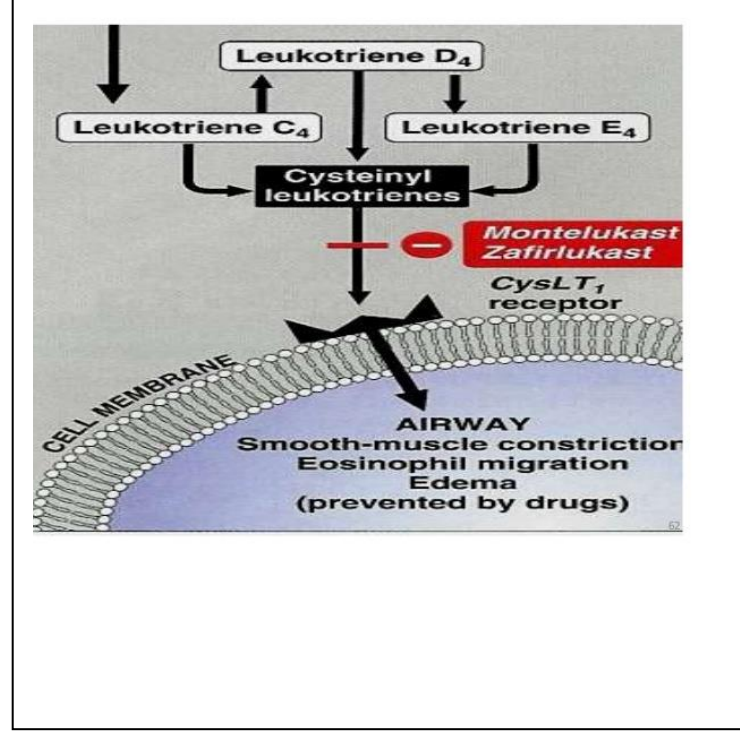 Leukotriene D₄
Leukotriene C₄
Leukotriene E₄
Cysteinyl
leukotrienes
Montelukast
Zafirlukast
CysLT₁
receptor
CELL MEMBRANE
AIRWAY
Smooth-muscle constriction
Eosinophil migration
Edema
(prevented by drugs)
62